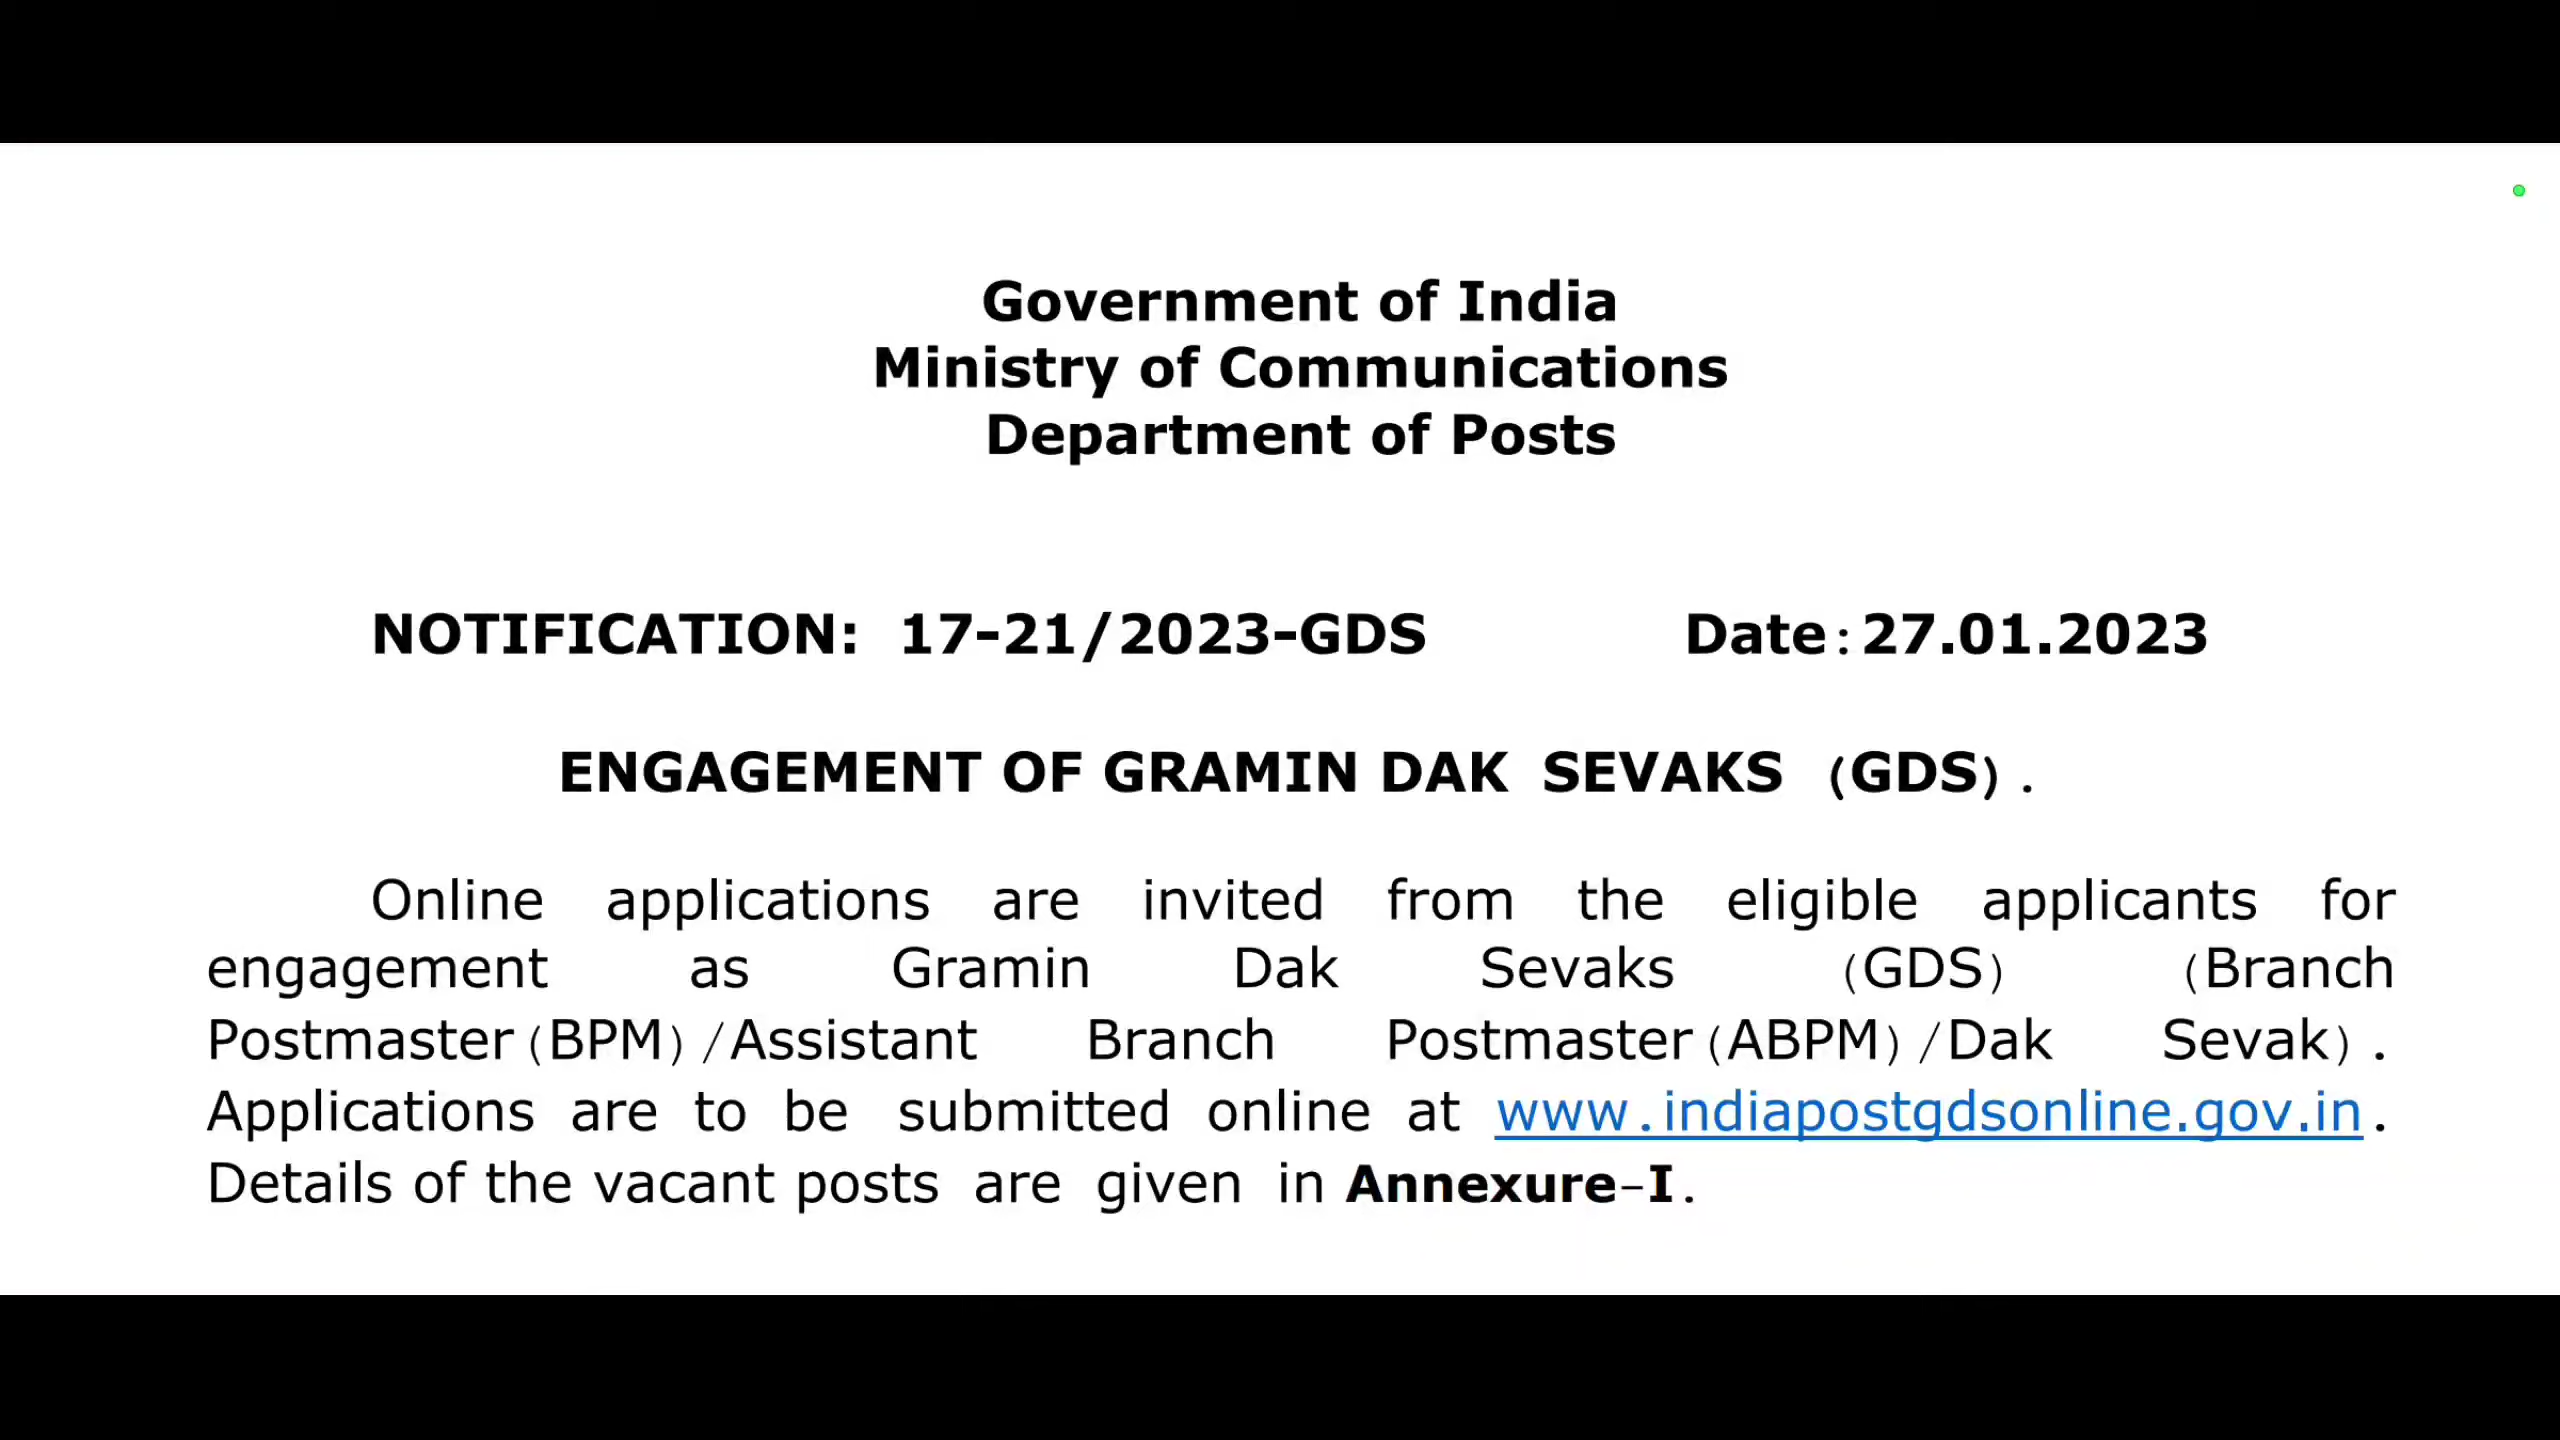 Government of India
Ministry of Communications
Department of Posts
NOTIFICATION: 17-21/2023-GDS Date:27.01.2023
ENGAGEMENT OF GRAMIN DAK SEVAKS (GDS).
Online applications are invited from the eligible applicants for
engagement as Gramin Dak Sevaks (GDS) (Branch
Postmaster(BPM)/Assistant Branch Postmaster(ABPM)/Dak Sevak).
Applications are to be submitted online at www.indiapostgdsonline.gov.in.
Details of the vacant posts are given in Annexure-I.